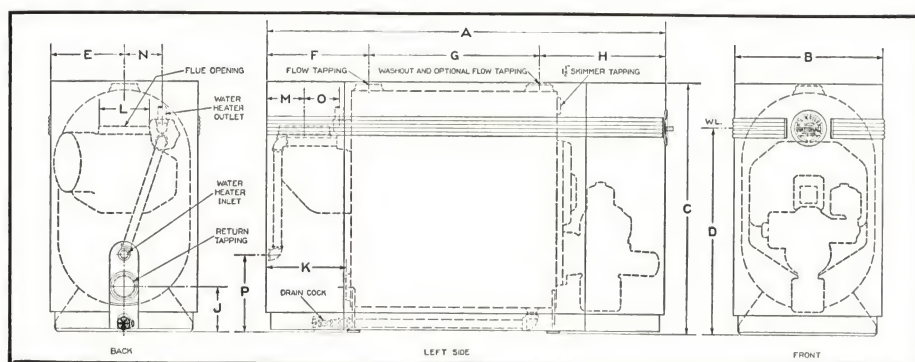 A
E
N
F
G
H
B
FLOW TAPPING
WASHOUT AND OPTIONAL FLOW TAPPING
1½" SKIMMER TAPPING
FLUE OPENING
L
WATER
HEATER
OUTLET
M
O
W.L.
C
D
WATER
HEATER
INLET
RETURN
TAPPING
K
P
J
DRAIN COCK
BACK
LEFT SIDE
FRONT